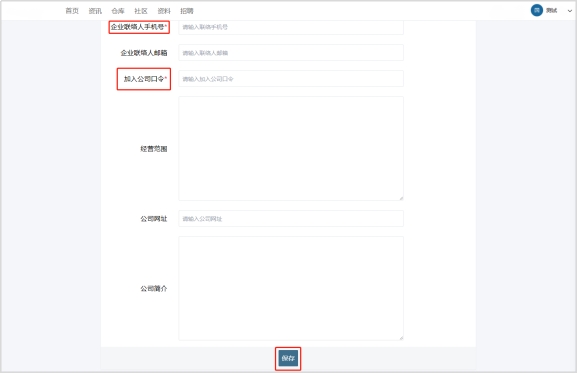 首页 资讯 仓库 社区 资料 招聘 测试
企业联络人手机号* 请输入联络手机号
企业联络人邮箱 请输入联络人邮箱
加入公司口令* 请输入加入公司口令
经营范围
公司网址 请输入公司网址
公司简介
保存